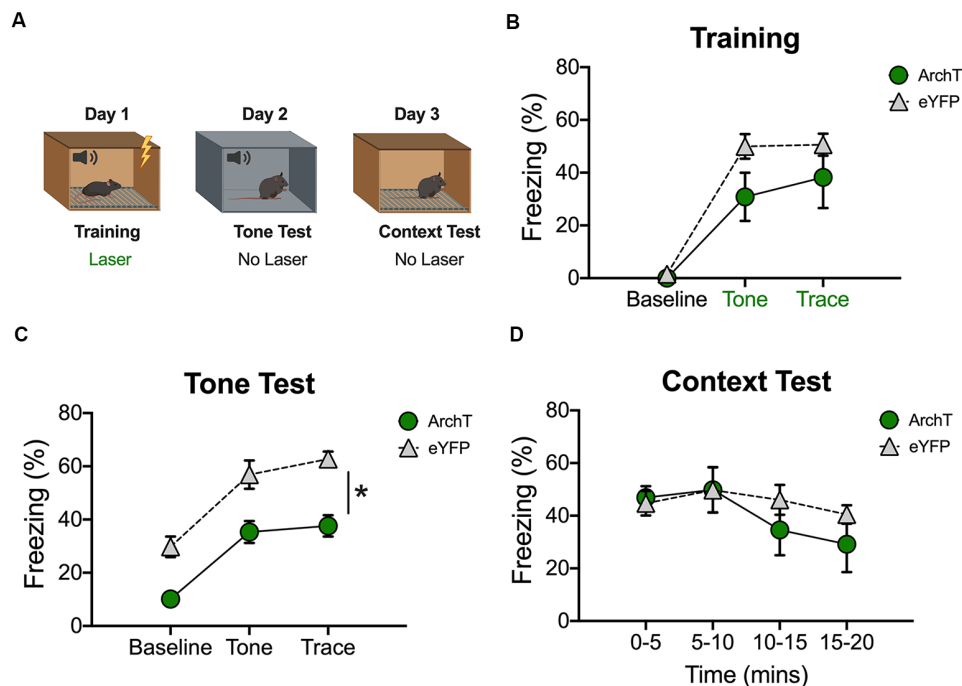 A
Day 1
Day 2
Day 3
Training
Tone Test
Context Test
Laser
No Laser
No Laser
B
Training
ArchT
eYFP
Freezing (%)
80
60
40
20
0
Baseline
Tone
Trace
C
Tone Test
ArchT
eYFP
Freezing (%)
80
60
40
20
0
*
Baseline
Tone
Trace
D
Context Test
ArchT
eYFP
Freezing (%)
80
60
40
20
0
0-5
5-10
10-15
15-20
Time (mins)